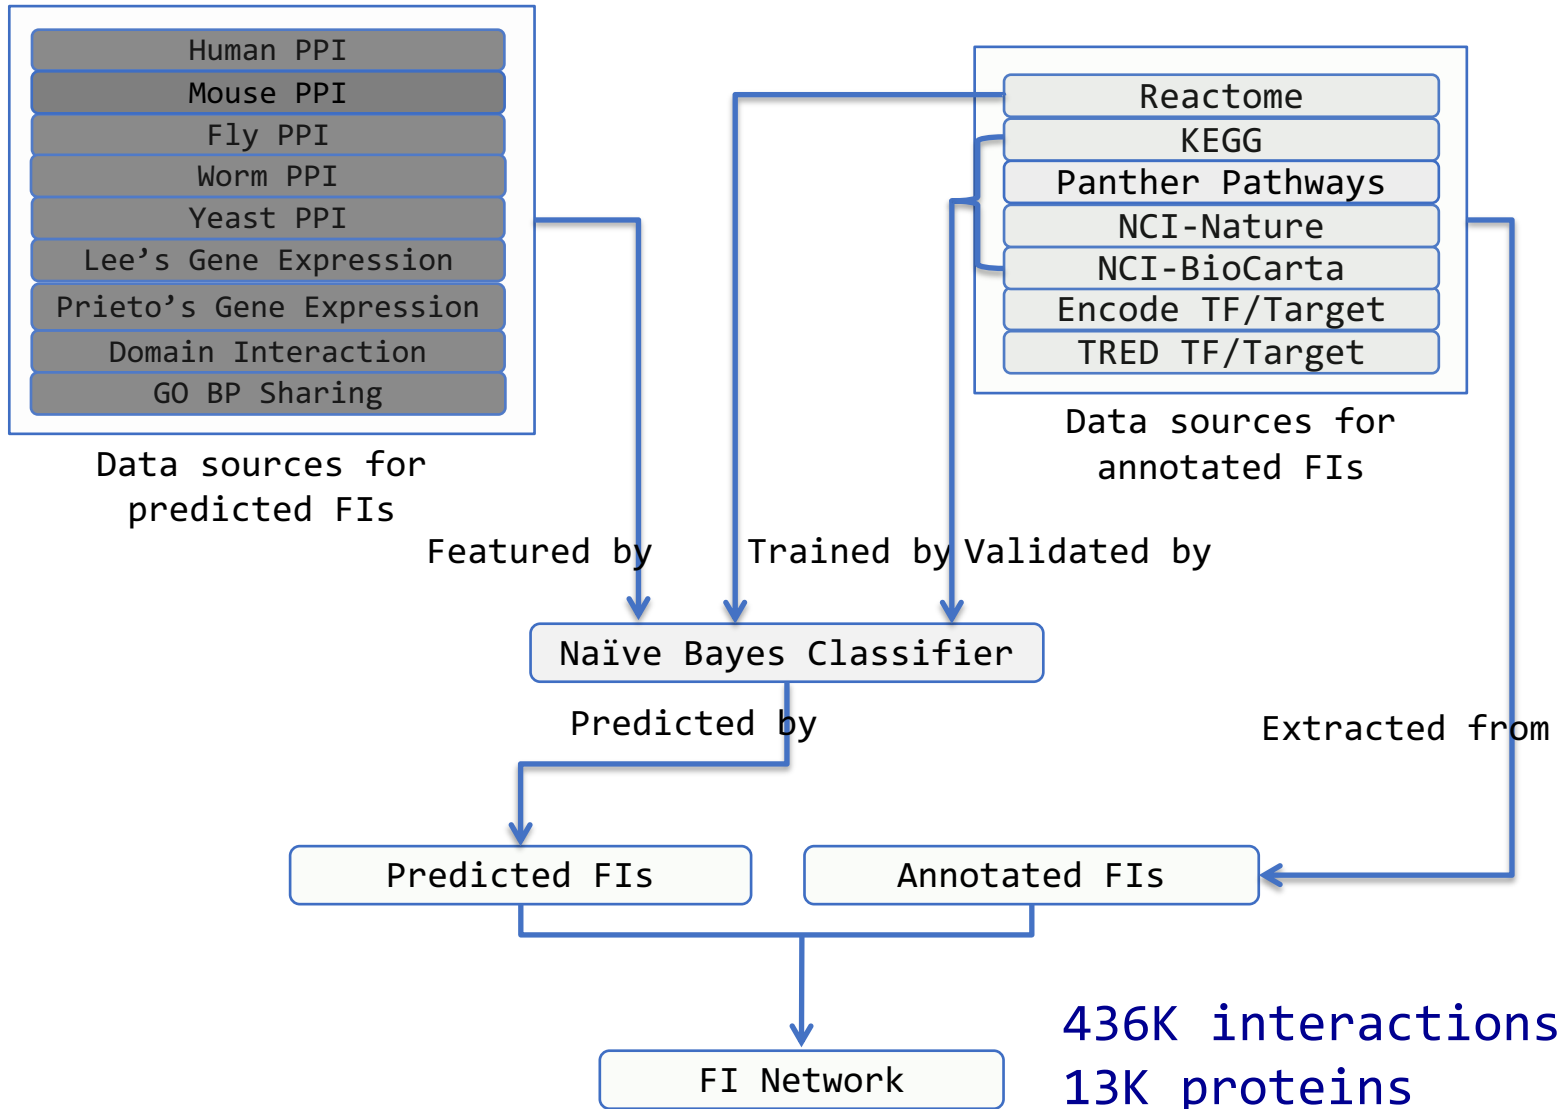 Human PPI
Mouse PPI
Fly PPI
Worm PPI
Yeast PPI
Lee’s Gene Expression
Prieto’s Gene Expression
Domain Interaction
GO BP Sharing
Data sources for
predicted FIs
Reactome
KEGG
Panther Pathways
NCI-Nature
NCI-BioCarta
Encode TF/Target
TRED TF/Target
Data sources for
annotated FIs
Featured by
Trained by
Validated by
Naïve Bayes Classifier
Predicted by
Extracted from
Predicted FIs
Annotated FIs
FI Network
436K interactions
13K proteins